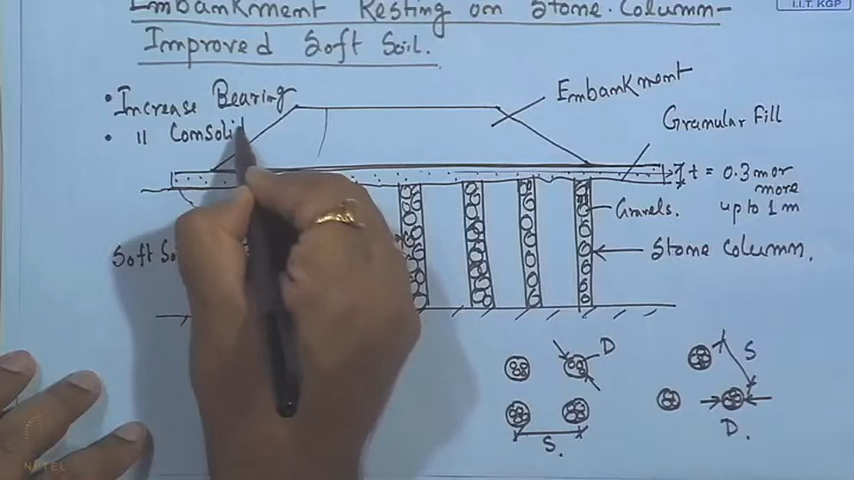 Embankment Resting on Stone Column-
Improved Soft Soil.
I.I.T. KGP
• Increase Bearing
• " Consolid
Embankment
Granular Fill
t = 0.3 m or
more
up to 1 m
Gravels.
Soft So
Stone Column.
D
S
S.
D.
NPTEL